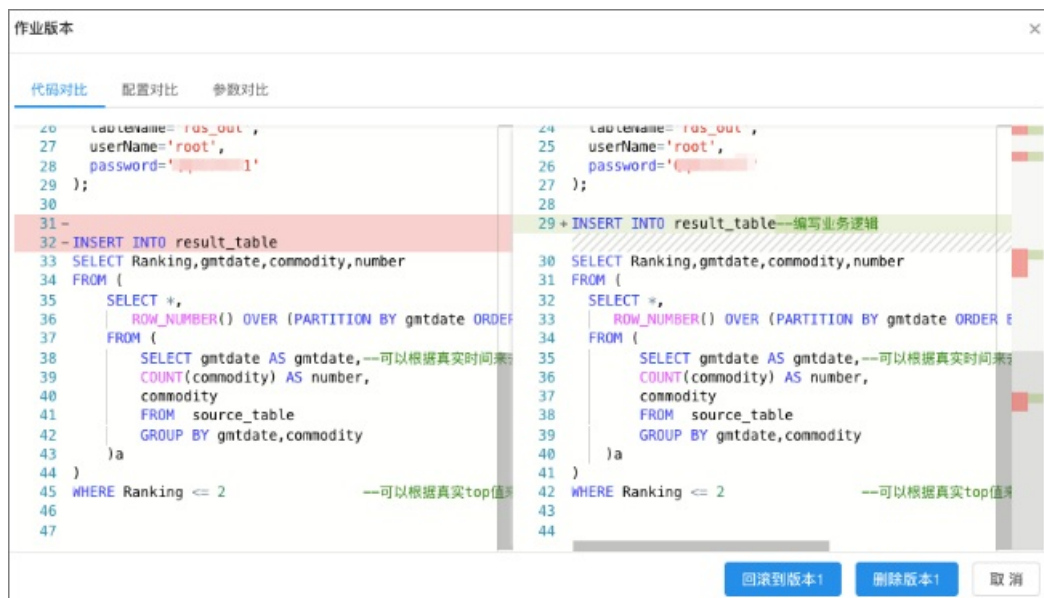 作业版本
代码对比 配置对比 参数对比
26 tableName='rds_out',
27 userName='root',
28 password=' 1'
29 );
30
31 -
32 - INSERT INTO result_table
33 SELECT Ranking,gmtdate,commodity,number
34 FROM (
35 SELECT *,
36 ROW_NUMBER() OVER (PARTITION BY gmtdate ORDER
37 FROM (
38 SELECT gmtdate AS gmtdate,--可以根据真实时间来
39 COUNT(commodity) AS number,
40 commodity
41 FROM source_table
42 GROUP BY gmtdate,commodity
43 )a
44 )
45 WHERE Ranking <= 2 --可以根据真实top值
46
47
24 tableName='rds_out',
25 userName='root',
26 password=' '
27 );
28
29 + INSERT INTO result_table--编写业务逻辑
30 SELECT Ranking,gmtdate,commodity,number
31 FROM (
32 SELECT *,
33 ROW_NUMBER() OVER (PARTITION BY gmtdate ORDER
34 FROM (
35 SELECT gmtdate AS gmtdate,--可以根据真实时间来
36 COUNT(commodity) AS number,
37 commodity
38 FROM source_table
39 GROUP BY gmtdate,commodity
40 )a
41 )
42 WHERE Ranking <= 2 --可以根据真实top值
43
44
回滚到版本1 删除版本1 取 消